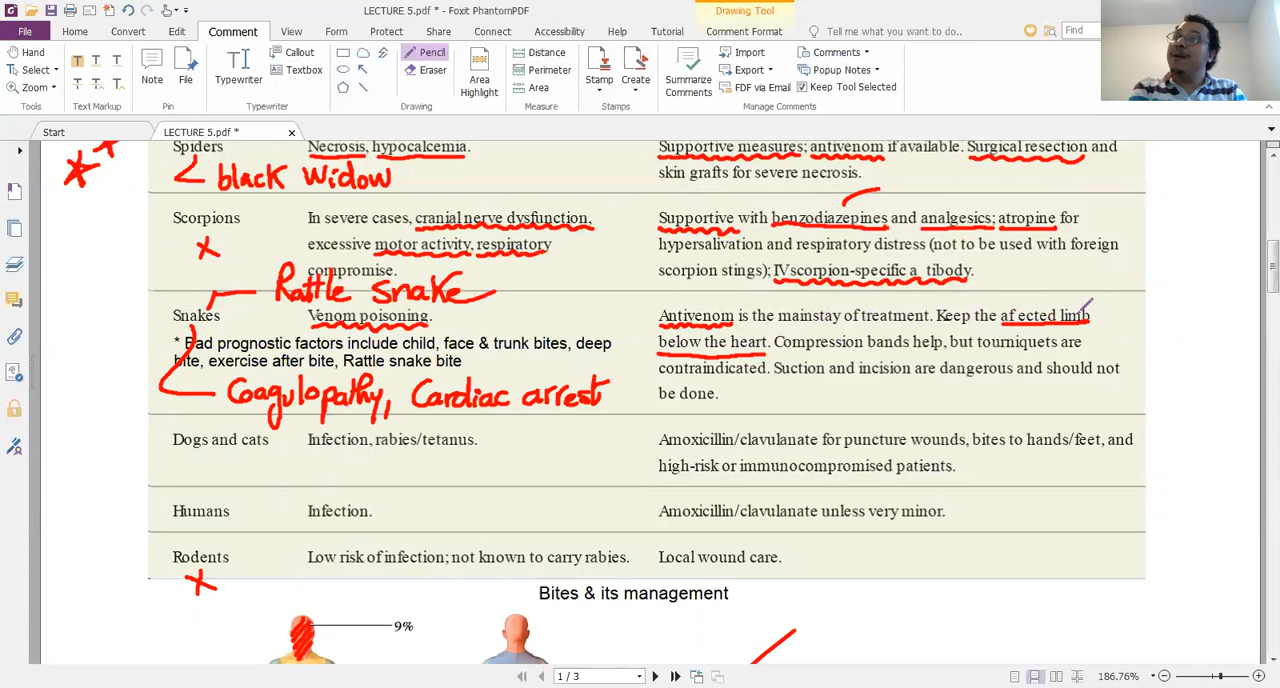 LECTURE 5.pdf * - Foxit PhantomPDF
Drawing Tool
File Home Convert Edit Comment View Form Protect Share Connect Accessibility Help Tutorial Comment Format Tell me what you want to do.. Find
Hand
Select
Zoom
Tools
Text Markup
Note
File
Pin
Typewriter
Callout
Textbox
Typewriter
Pencil
Eraser
Drawing
Area Highlight
Distance
Perimeter
Area
Measure
Stamp
Create
Stamps
Summarize Comments
Import
Export
FDF via Email
Comments
Popup Notes
Keep Tool Selected
Manage Comments
Start
LECTURE 5.pdf *
Spiders Necrosis, hypocalcemia. Supportive measures; antivenom if available. Surgical resection and
black widow skin grafts for severe necrosis.
Scorpions In severe cases, cranial nerve dysfunction, Supportive with benzodiazepines and analgesics; atropine for
excessive motor activity, respiratory hypersalivation and respiratory distress (not to be used with foreign
compromise. scorpion stings); IVscorpion-specific a tibody.
Rattle snake
Snakes Venom poisoning. Antivenom is the mainstay of treatment. Keep the af ected limb
* Bad prognostic factors include child, face & trunk bites, deep below the heart. Compression bands help, but tourniquets are
bite, exercise after bite, Rattle snake bite contraindicated. Suction and incision are dangerous and should not
Coagulopathy, Cardiac arrest be done.
Dogs and cats Infection, rabies/tetanus. Amoxicillin/clavulanate for puncture wounds, bites to hands/feet, and
high-risk or immunocompromised patients.
Humans Infection. Amoxicillin/clavulanate unless very minor.
Rodents Low risk of infection; not known to carry rabies. Local wound care.
Bites & its management
9%
1 / 3
186.76%